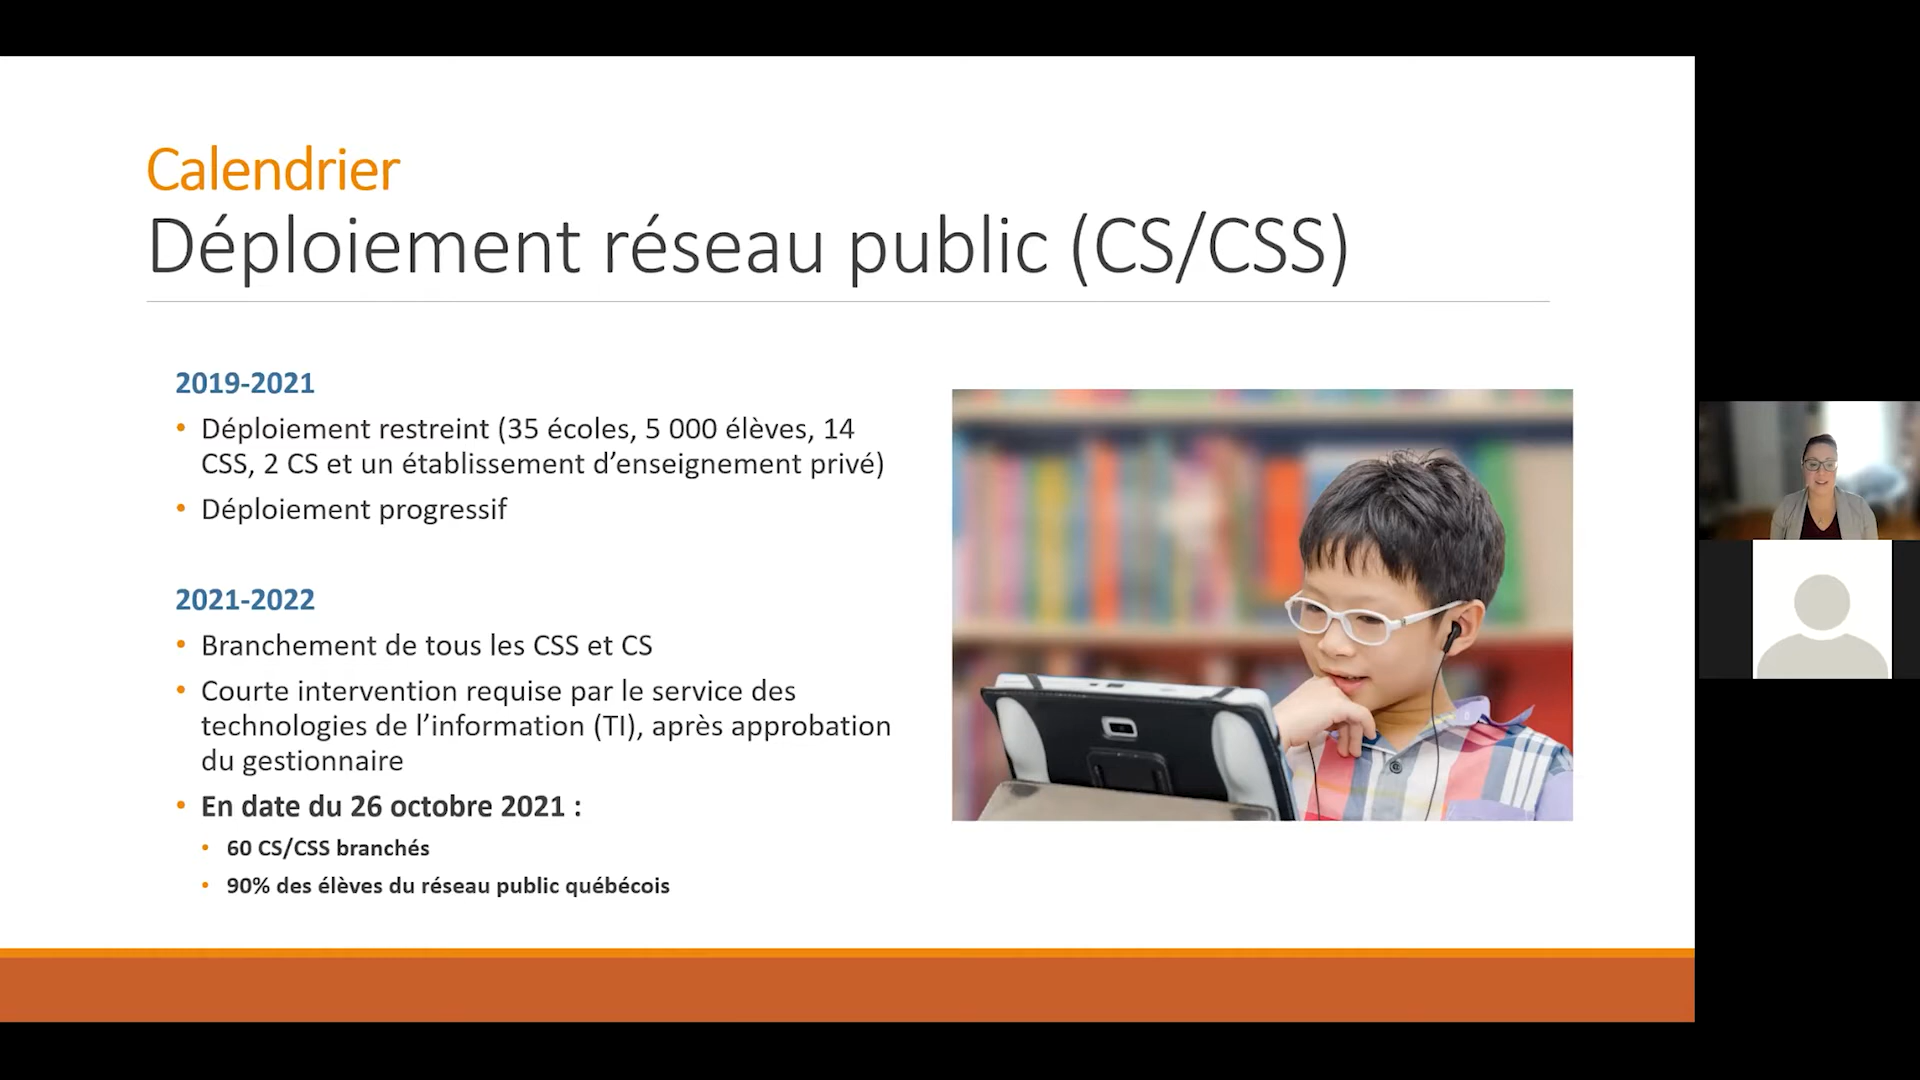 Calendrier
Déploiement réseau public (CS/CSS)
2019-2021
• Déploiement restreint (35 écoles, 5 000 élèves, 14
CSS, 2 CS et un établissement d’enseignement privé)
• Déploiement progressif
2021-2022
• Branchement de tous les CSS et CS
• Courte intervention requise par le service des
technologies de l’information (TI), après approbation
du gestionnaire
• En date du 26 octobre 2021 :
• 60 CS/CSS branchés
• 90% des élèves du réseau public québécois